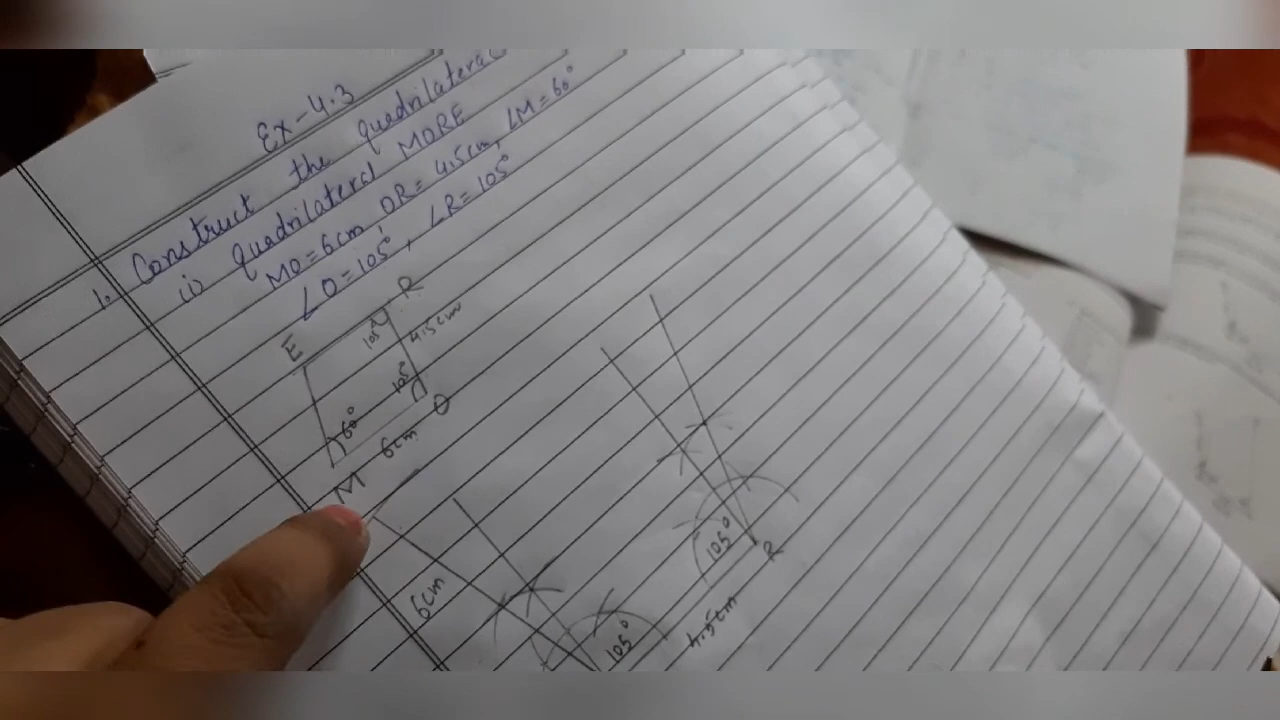 Ex-4.3
1. Construct the quadrilateral
(i) quadrilateral MORE
MO=6cm, OR=4.5cm, ∠M=60°
∠O=105°, ∠R=105°
E
R
105°
4.5cm
60°
105°
M
6cm
O
6cm
105°
4.5cm
105°
R